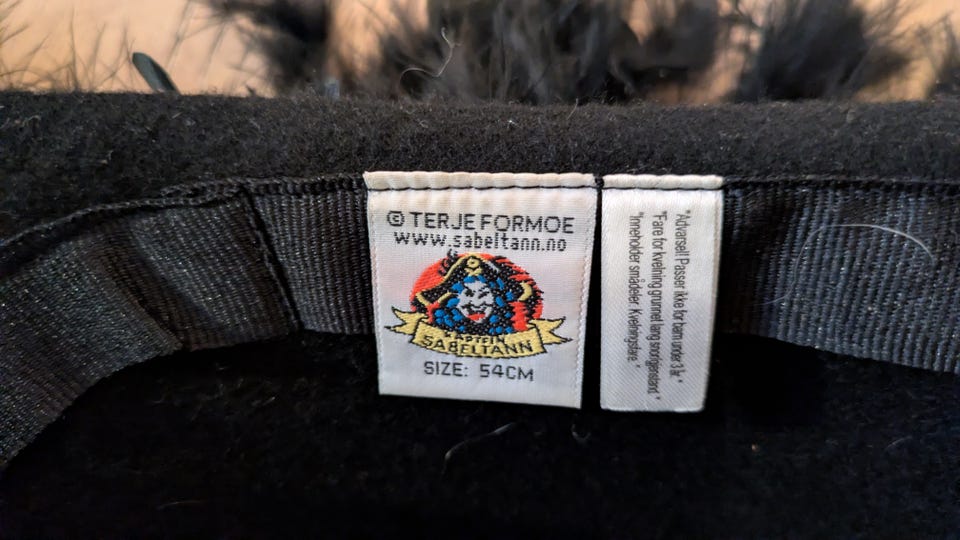 © TERJE FORMOE
www.sabeltann.no
KAPTEIN
SABELTANN
SIZE: 54CM
"Advarsel! Passer ikke for barn under 3 år."
"Fare for kvelning grunnet lang snor/gjenstand."
"Inneholder smådeler. Kvelningsfare."